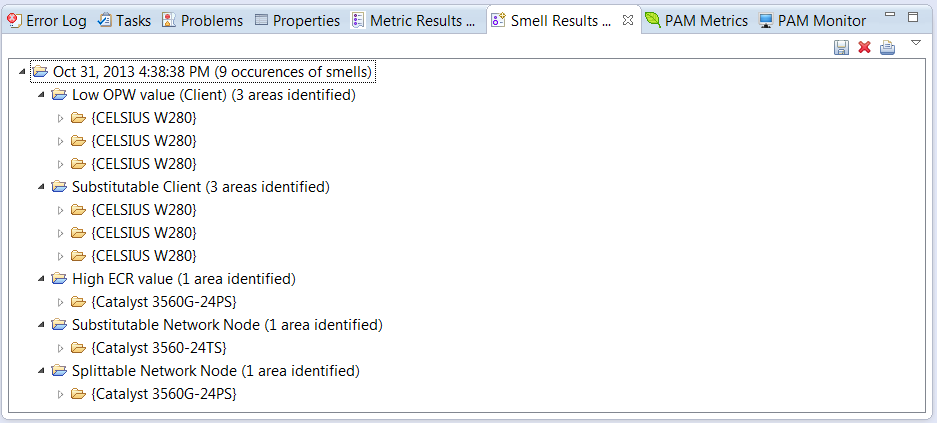 Error Log Tasks Problems Properties Metric Results ... Smell Results ... PAM Metrics PAM Monitor
Oct 31, 2013 4:38:38 PM (9 occurences of smells)
Low OPW value (Client) (3 areas identified)
{CELSIUS W280}
{CELSIUS W280}
{CELSIUS W280}
Substitutable Client (3 areas identified)
{CELSIUS W280}
{CELSIUS W280}
{CELSIUS W280}
High ECR value (1 area identified)
{Catalyst 3560G-24PS}
Substitutable Network Node (1 area identified)
{Catalyst 3560-24TS}
Splittable Network Node (1 area identified)
{Catalyst 3560G-24PS}